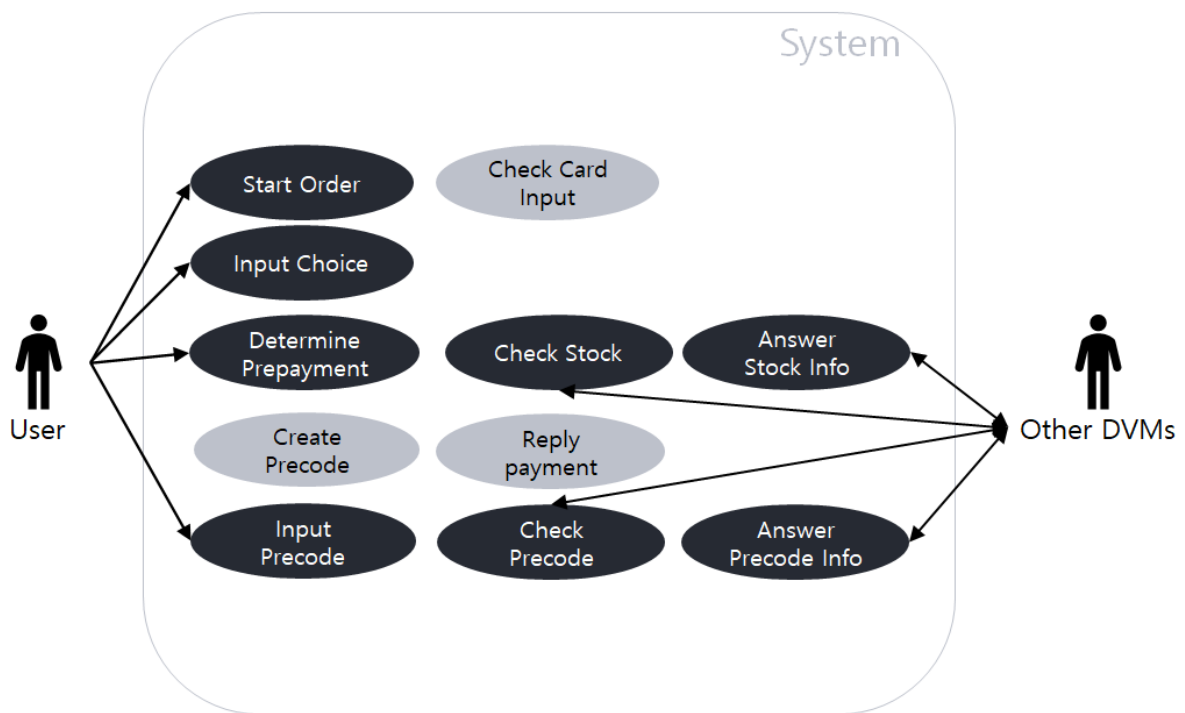 System
Start Order
Check Card
Input
Input Choice
Determine
Prepayment
Check Stock
Answer
Stock Info
User
Other DVMs
Create
Precode
Reply
payment
Input
Precode
Check
Precode
Answer
Precode Info